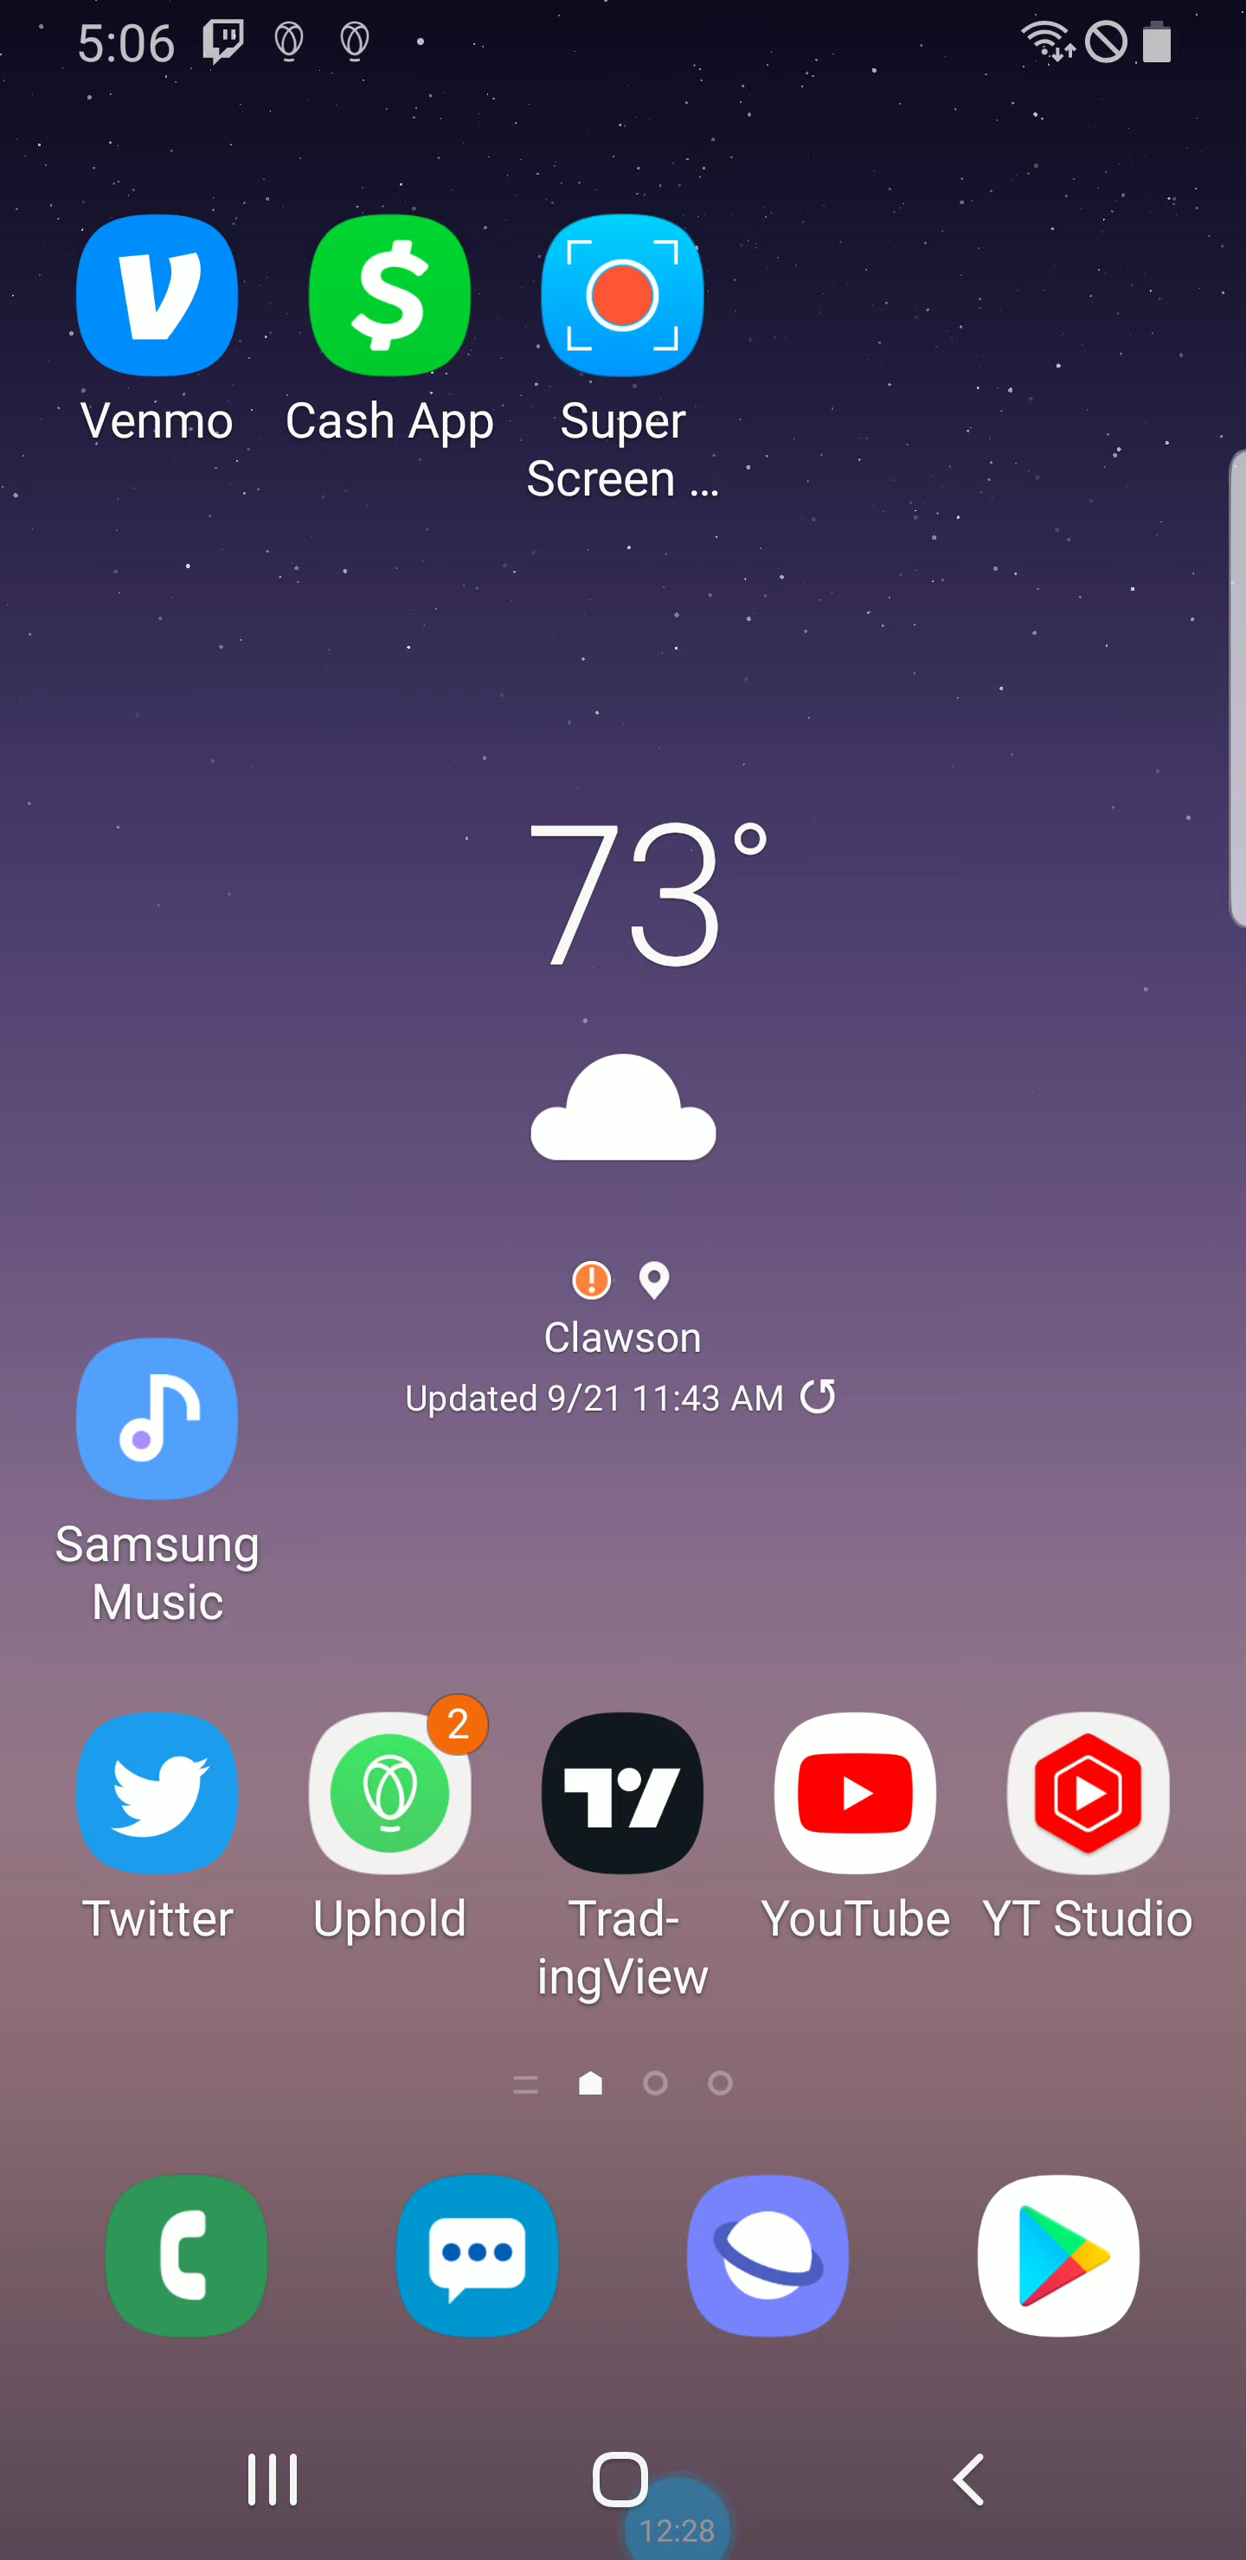 5:06
Venmo
Cash App
Super
Screen ...
73°
Clawson
Updated 9/21 11:43 AM
Samsung
Music
2
Twitter
Uphold
Trad-
ingView
YouTube
YT Studio
12:28